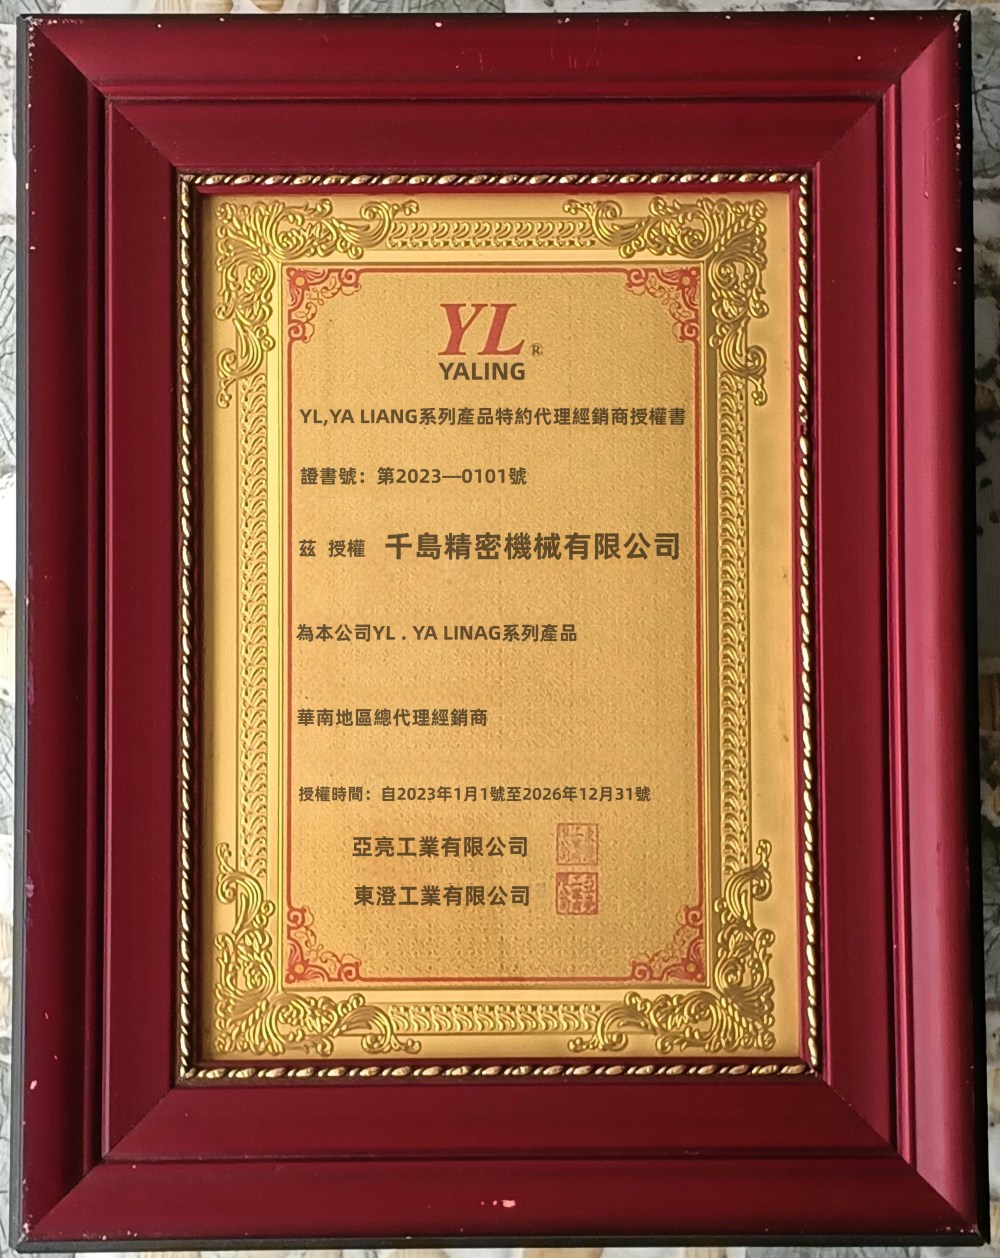 YL®
YALING
YL,YA LIANG系列產品特約代理經銷商授權書
證書號：第2023—0101號
茲 授權 千島精密機械有限公司
為本公司YL . YA LINAG系列產品
華南地區總代理經銷商
授權時間：自2023年1月1號至2026年12月31號
亞亮工業有限公司
東澄工業有限公司